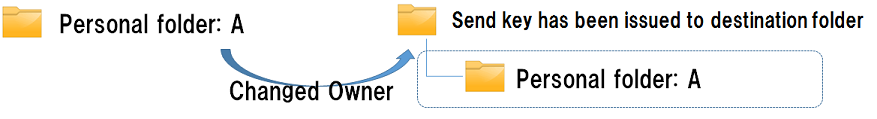 Personal folder: A
Send key has been issued to destination folder
Personal folder: A
Changed Owner